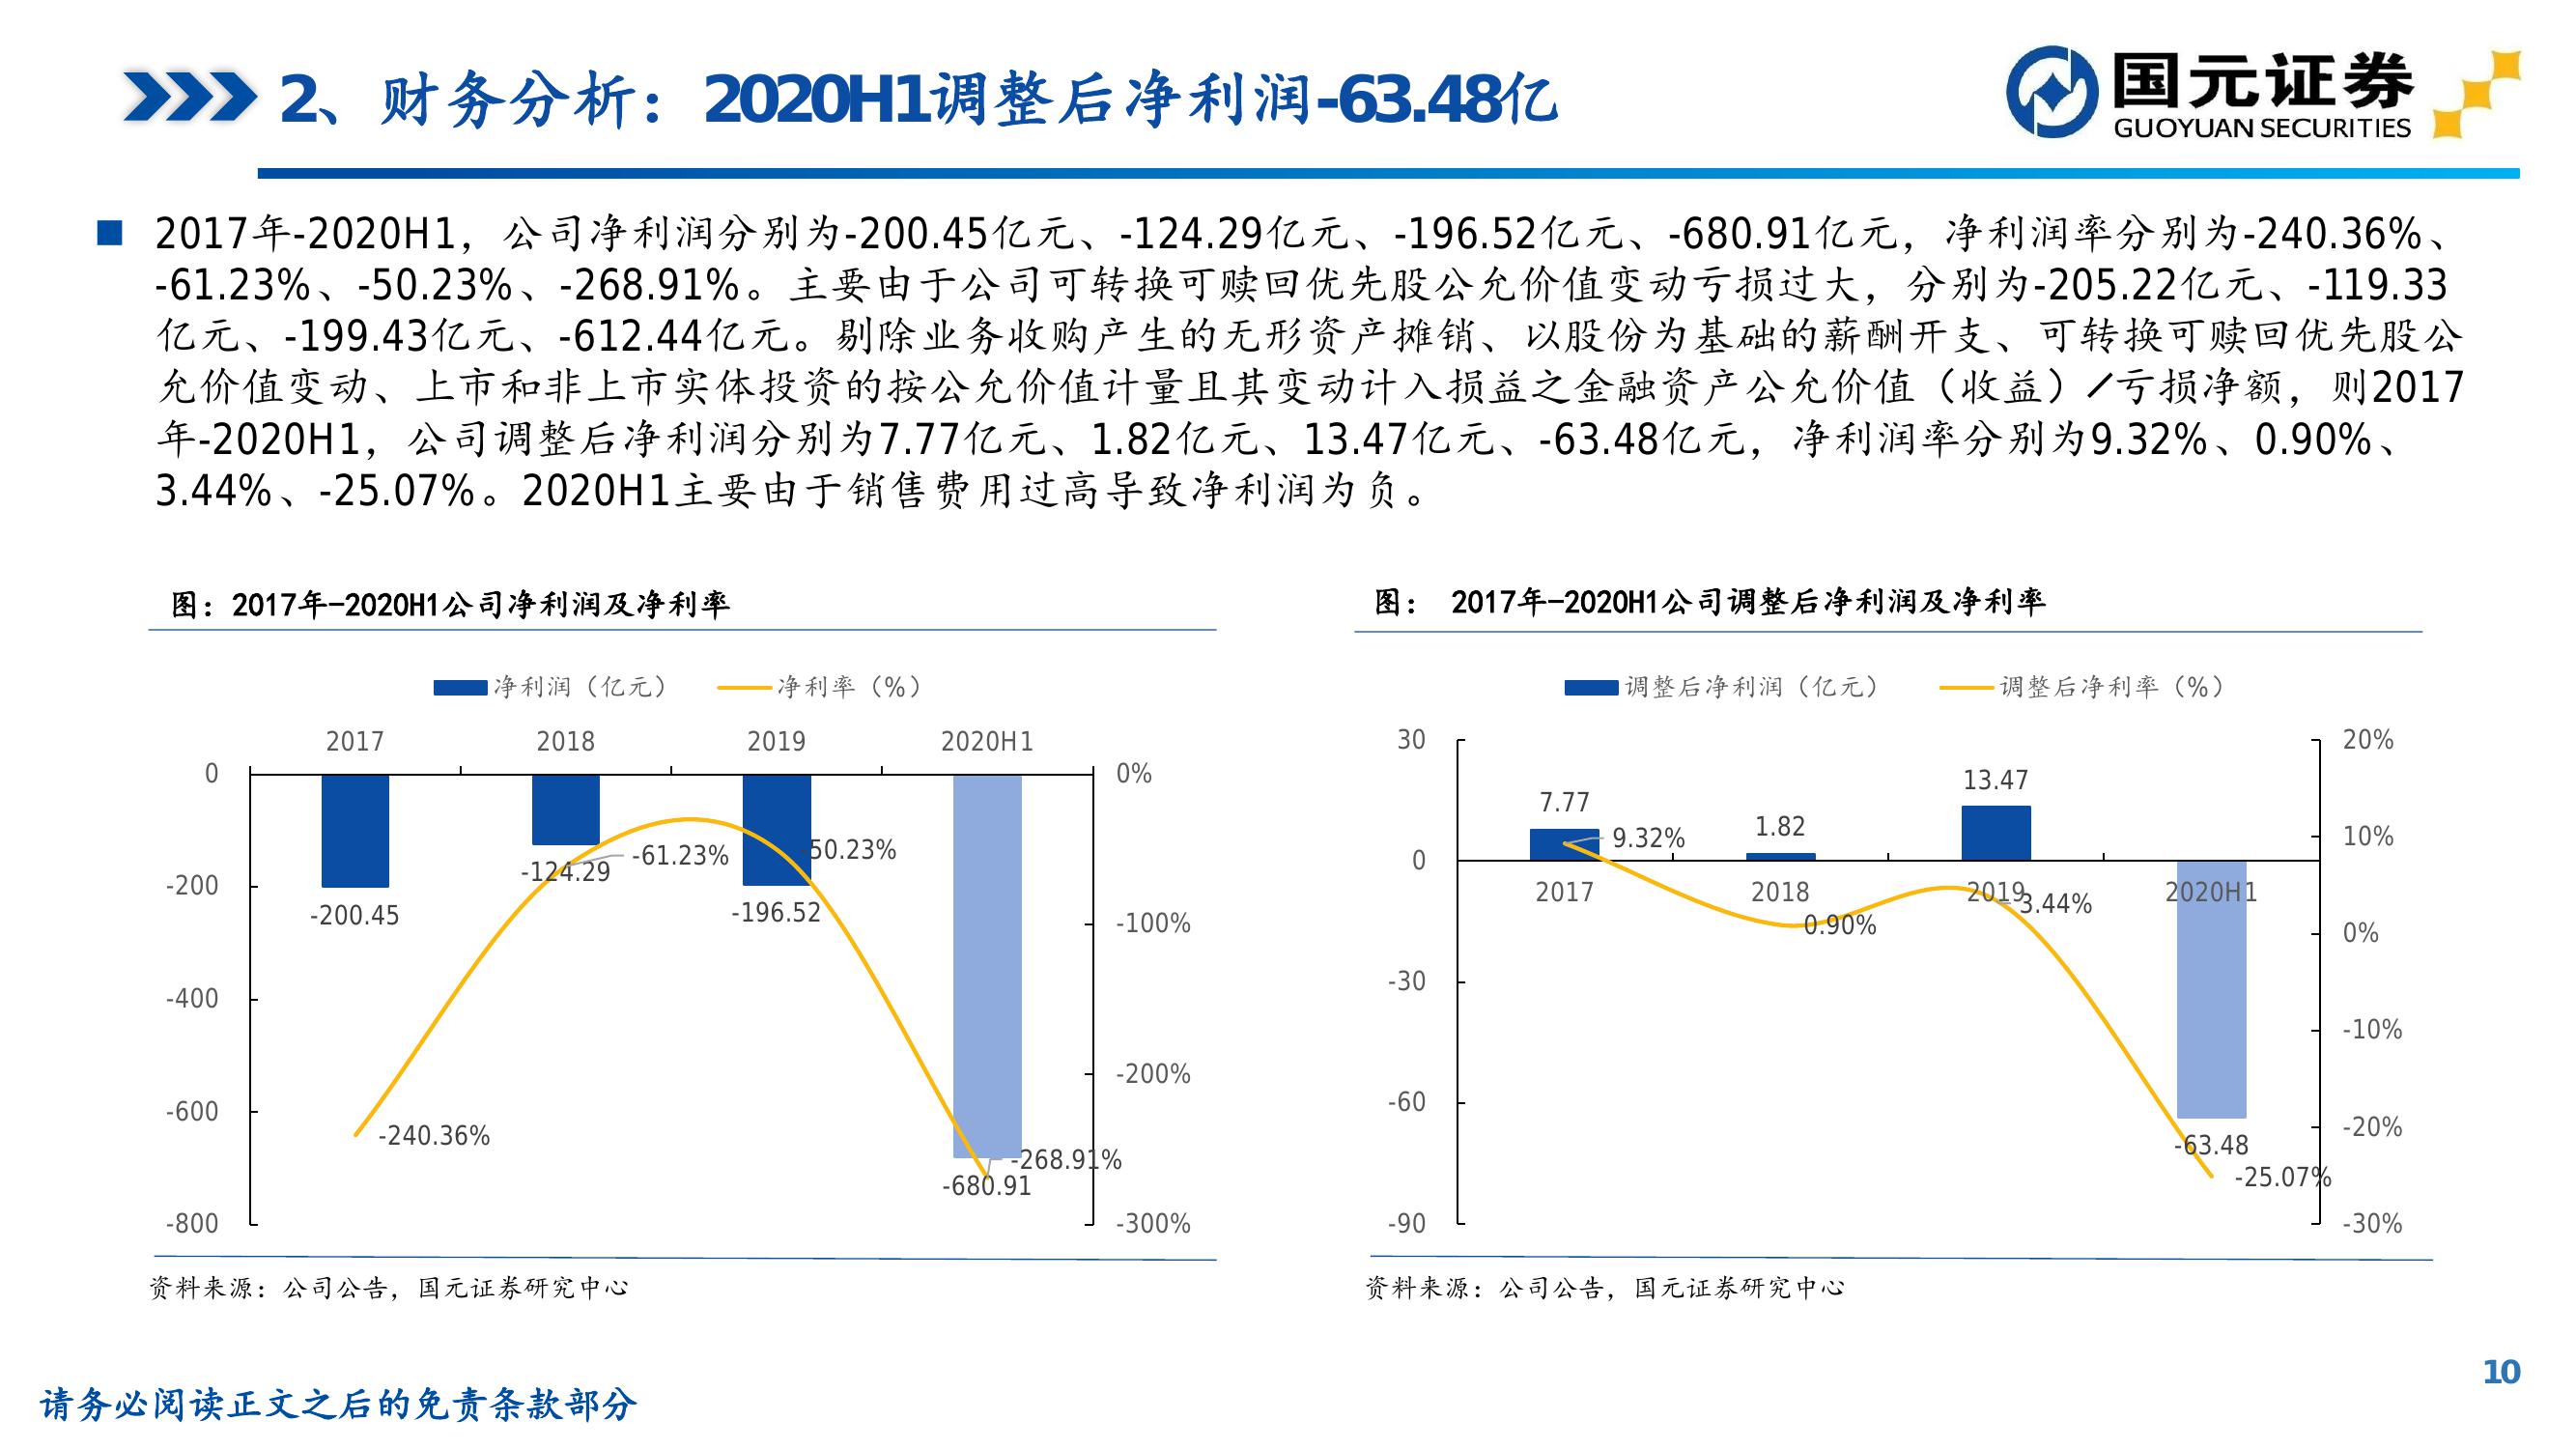 2、财务分析：2020H1调整后净利润-63.48亿
国元证券
GUOYUAN SECURITIES
2017年-2020H1，公司净利润分别为-200.45亿元、-124.29亿元、-196.52亿元、-680.91亿元，净利润率分别为-240.36%、
-61.23%、-50.23%、-268.91%。主要由于公司可转换可赎回优先股公允价值变动亏损过大，分别为-205.22亿元、-119.33
亿元、-199.43亿元、-612.44亿元。剔除业务收购产生的无形资产摊销、以股份为基础的薪酬开支、可转换可赎回优先股公
允价值变动、上市和非上市实体投资的按公允价值计量且其变动计入损益之金融资产公允价值（收益）/亏损净额，则2017
年-2020H1，公司调整后净利润分别为7.77亿元、1.82亿元、13.47亿元、-63.48亿元，净利润率分别为9.32%、0.90%、
3.44%、-25.07%。2020H1主要由于销售费用过高导致净利润为负。
图：2017年-2020H1公司净利润及净利率
净利润（亿元） 净利率（%）
2017 2018 2019 2020H1
0
-200
-400
-600
-800
0%
-100%
-200%
-300%
-200.45
-124.29
-196.52
-680.91
-240.36%
-61.23%
-50.23%
-268.91%
资料来源：公司公告，国元证券研究中心
图： 2017年-2020H1公司调整后净利润及净利率
调整后净利润（亿元） 调整后净利率（%）
30
0
-30
-60
-90
20%
10%
0%
-10%
-20%
-30%
7.77
1.82
13.47
-63.48
9.32%
0.90%
3.44%
-25.07%
2017 2018 2019 2020H1
资料来源：公司公告，国元证券研究中心
请务必阅读正文之后的免责条款部分
10